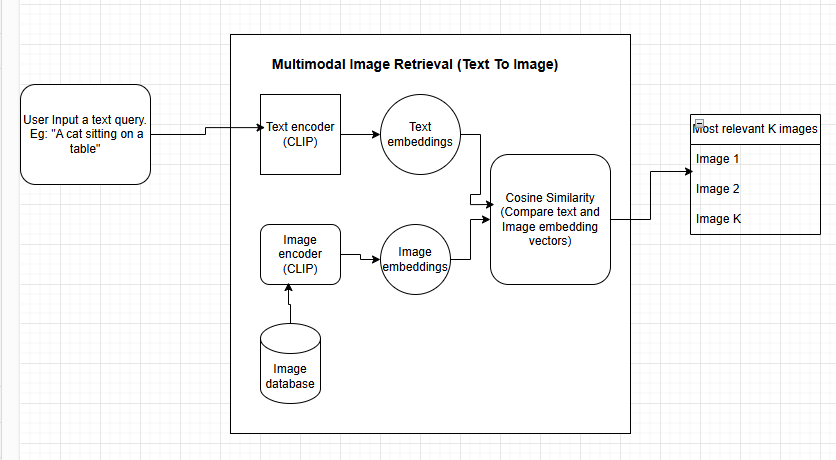 Multimodal Image Retrieval (Text To Image)
User Input a text query.
Eg: "A cat sitting on a
table"
Text encoder
(CLIP)
Text
embeddings
Image
encoder
(CLIP)
Image
embeddings
Image
database
Cosine Similarity
(Compare text and
Image embedding
vectors)
Most relevant K images
Image 1
Image 2
Image K